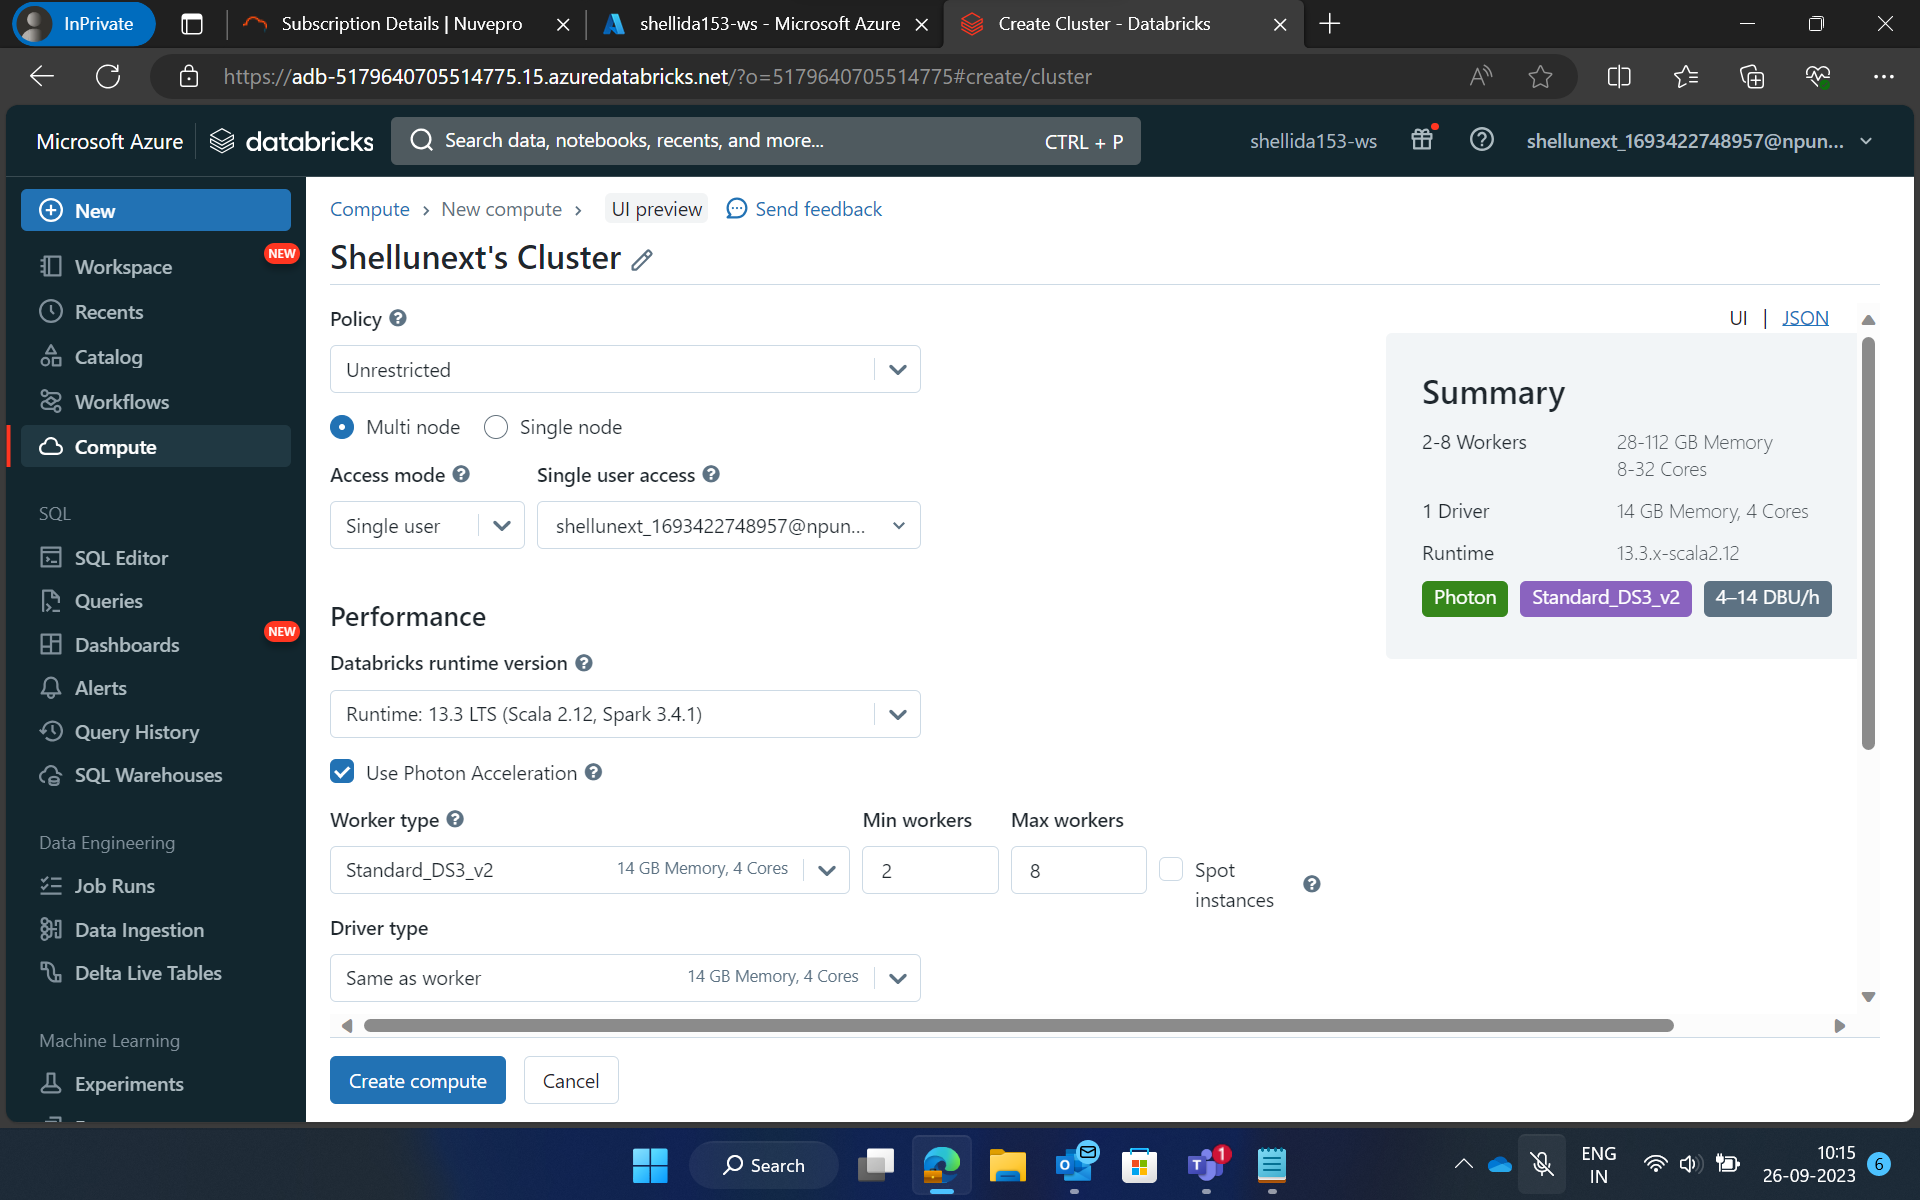 InPrivate
Subscription Details | Nuvepro
shellida153-ws - Microsoft Azure
Create Cluster - Databricks
https://adb-5179640705514775.15.azuredatabricks.net/?o=5179640705514775#create/cluster
Microsoft Azure
databricks
Search data, notebooks, recents, and more...
CTRL + P
shellida153-ws
shellunext_1693422748957@npun...
New
Workspace
NEW
Recents
Catalog
Workflows
Compute
SQL
SQL Editor
Queries
Dashboards
NEW
Alerts
Query History
SQL Warehouses
Data Engineering
Job Runs
Data Ingestion
Delta Live Tables
Machine Learning
Experiments
Compute > New compute >
UI preview
Send feedback
Shellunext's Cluster
Policy
Unrestricted
Multi node
Single node
Access mode
Single user access
Single user
shellunext_1693422748957@npun...
Performance
Databricks runtime version
Runtime: 13.3 LTS (Scala 2.12, Spark 3.4.1)
Use Photon Acceleration
Worker type
Min workers
Max workers
Standard_DS3_v2
14 GB Memory, 4 Cores
2
8
Spot
instances
Driver type
Same as worker
14 GB Memory, 4 Cores
Create compute
Cancel
UI | JSON
Summary
2-8 Workers
28-112 GB Memory
8-32 Cores
1 Driver
14 GB Memory, 4 Cores
Runtime
13.3.x-scala2.12
Photon
Standard_DS3_v2
4–14 DBU/h
Search
1
ENG
IN
10:15
26-09-2023
6